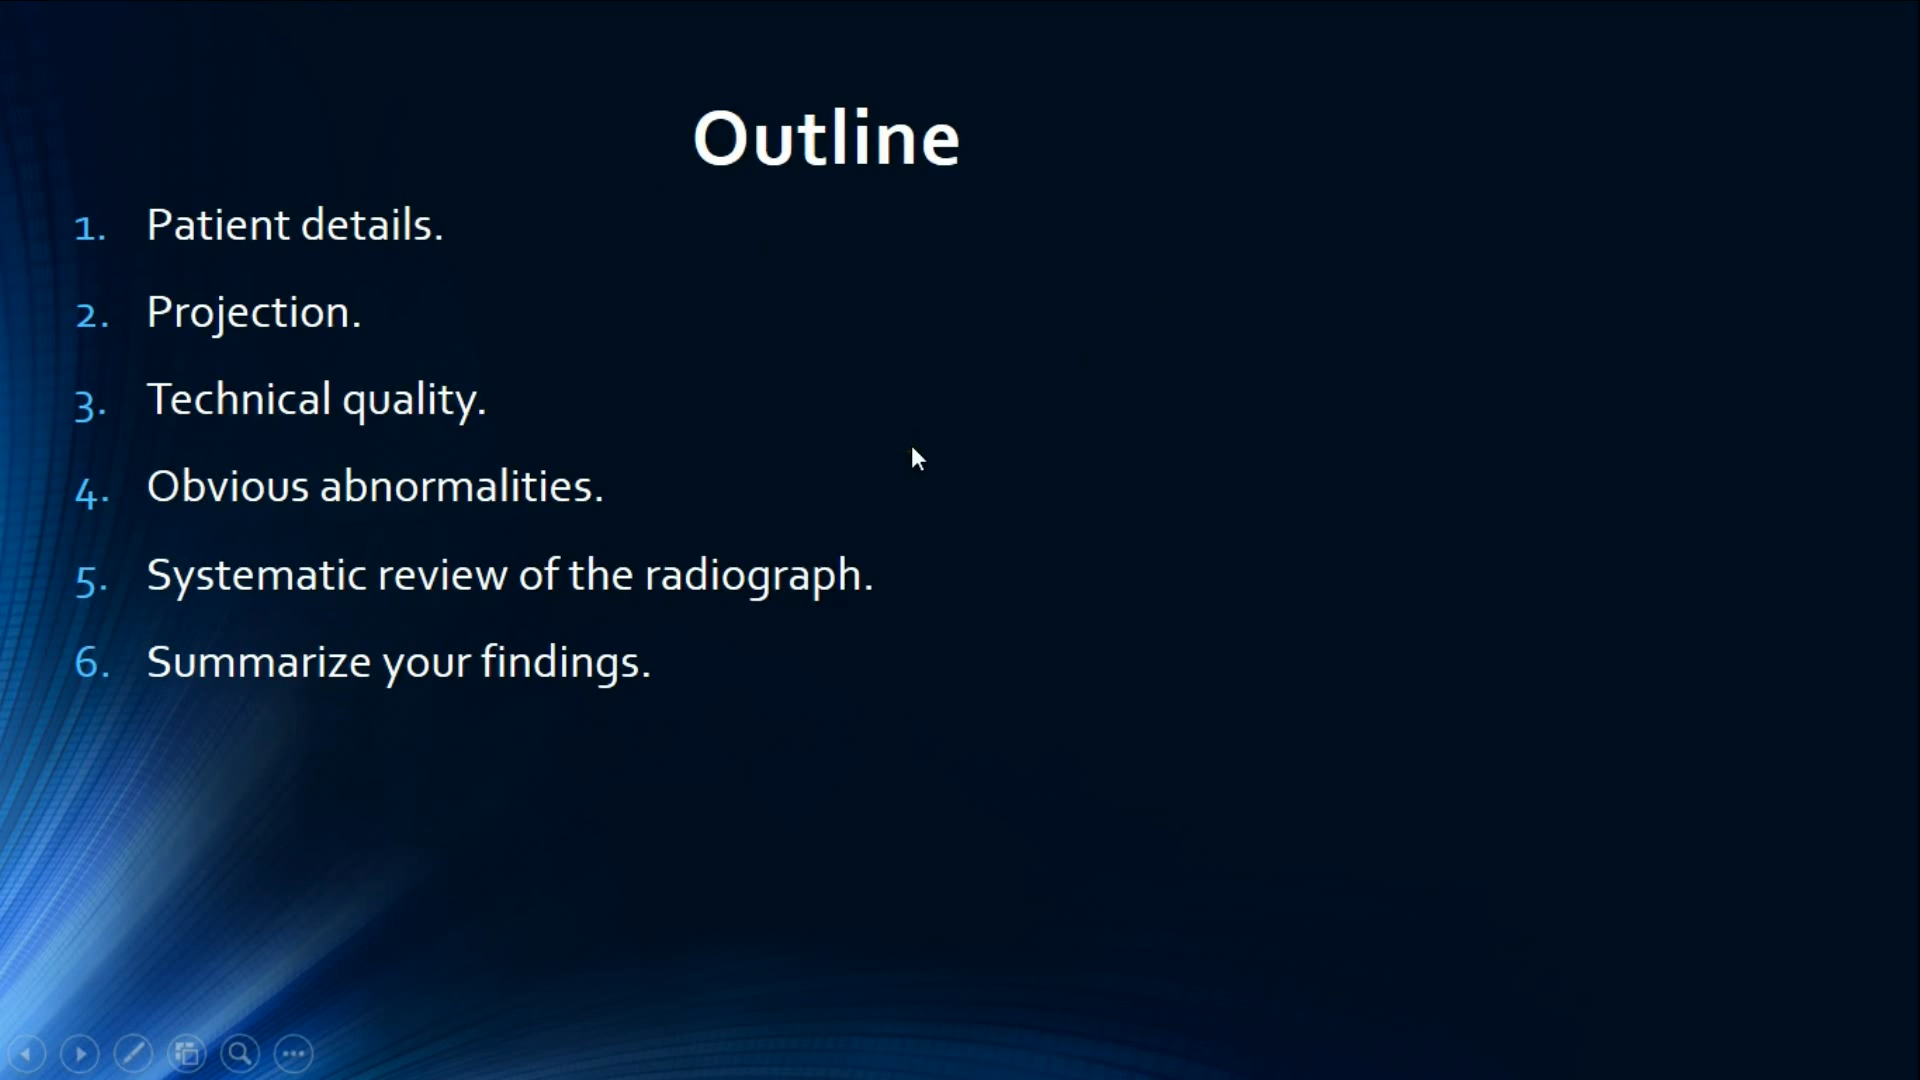 Outline
1. Patient details.
2. Projection.
3. Technical quality.
4. Obvious abnormalities.
5. Systematic review of the radiograph.
6. Summarize your findings.